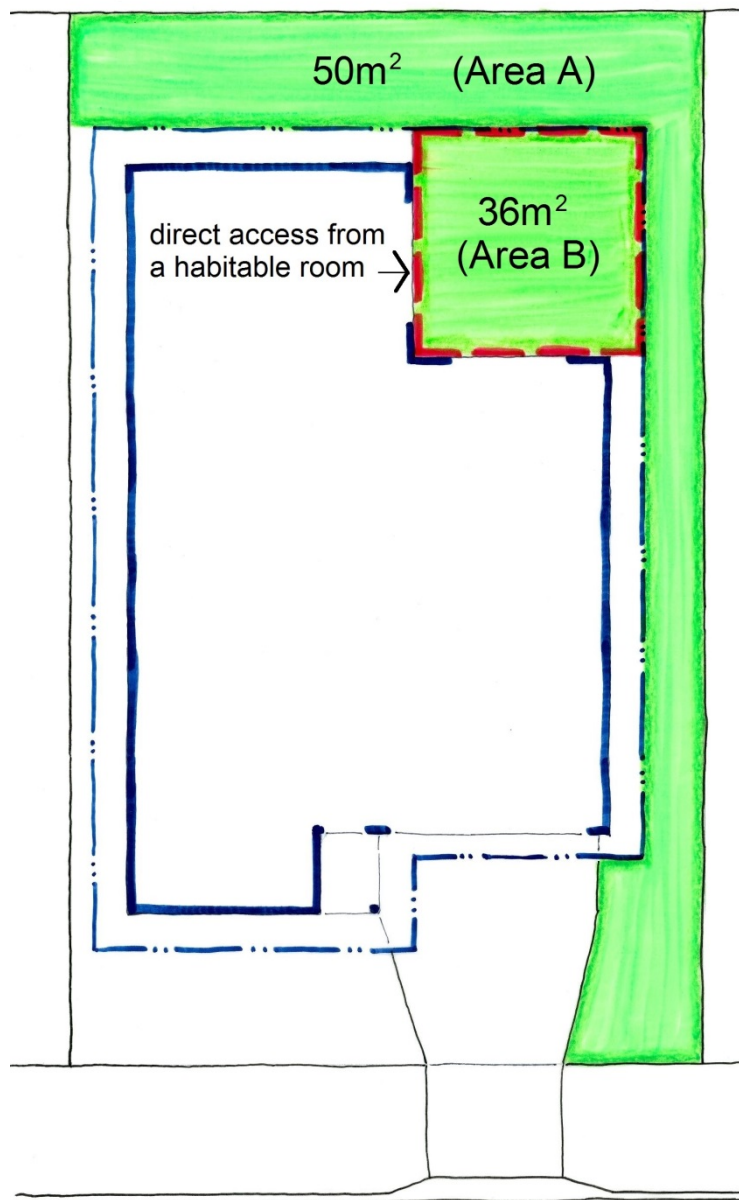 50m² (Area A)
36m²
(Area B)
direct access from
a habitable room